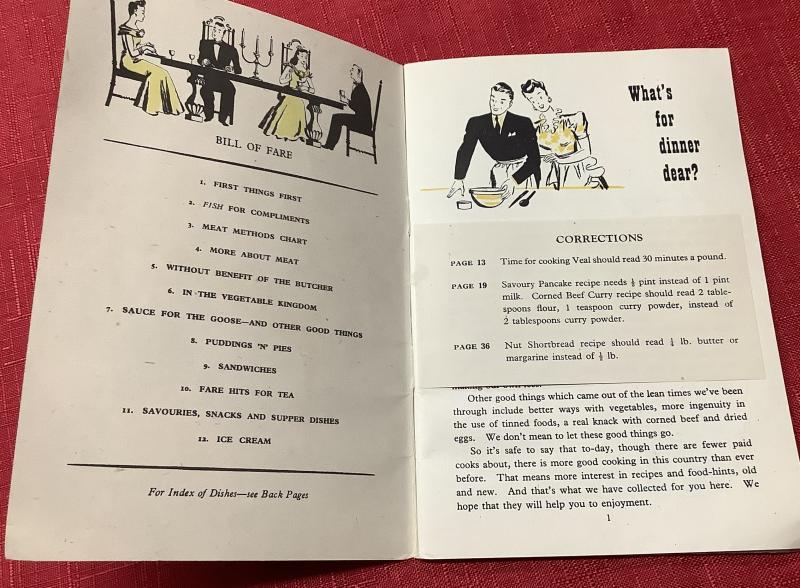 BILL OF FARE
1. FIRST THINGS FIRST
2. FISH FOR COMPLIMENTS
3. MEAT METHODS CHART
4. MORE ABOUT MEAT
5. WITHOUT BENEFIT OF THE BUTCHER
6. IN THE VEGETABLE KINGDOM
7. SAUCE FOR THE GOOSE—AND OTHER GOOD THINGS
8. PUDDINGS 'N' PIES
9. SANDWICHES
10. FARE HITS FOR TEA
11. SAVOURIES, SNACKS AND SUPPER DISHES
12. ICE CREAM
For Index of Dishes—see Back Pages
What's
for
dinner
dear?
CORRECTIONS
PAGE 13 Time for cooking Veal should read 30 minutes a pound.
PAGE 19 Savoury Pancake recipe needs ½ pint instead of 1 pint
milk. Corned Beef Curry recipe should read 2 table-
spoons flour, 1 teaspoon curry powder, instead of
2 tablespoons curry powder.
PAGE 36 Nut Shortbread recipe should read lb. butter or
margarine instead of lb.
Other good things which came out of the lean times we've been
through include better ways with vegetables, more ingenuity in
the use of tinned foods, a real knack with corned beef and dried
eggs. We don't mean to let these good things go.
So it's safe to say that to-day, though there are fewer paid
cooks about, there is more good cooking in this country than ever
before. That means more interest in recipes and food-hints, old
and new. And that's what we have collected for you here. We
hope that they will help you to enjoyment.
1